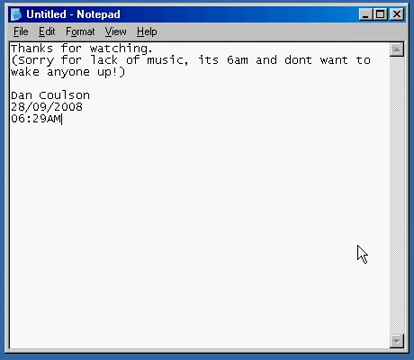 Untitled - Notepad
File Edit Format View Help
Thanks for watching.
(Sorry for lack of music, its 6am and dont want to
wake anyone up!)
Dan Coulson
28/09/2008
06:29AM